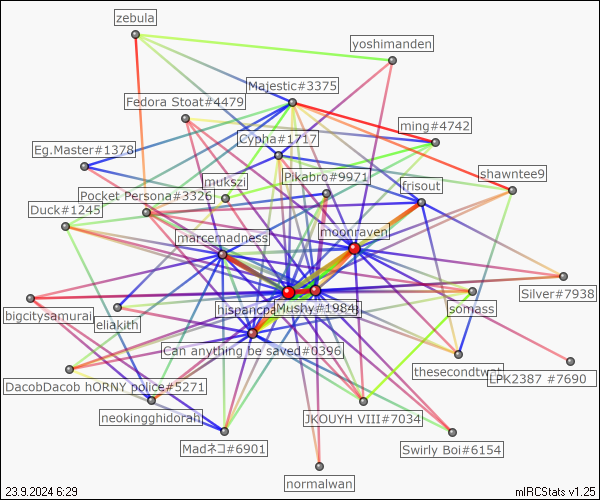 zebula
yoshimanden
Majestic#3375
Fedora Stoat#4479
ming#4742
Cypha#1717
Eg.Master#1378
Pikabro#9971
shawntee9
mukszi
frisout
Pocket Persona#3326
Duck#1245
moonraven
marcemadness
Silver#7938
hispancpa
Mushy#1984
somass
bigcitysamurai
eliakith
Can anything be saved#0396
thesecondtwat
LPK2387 #7690
DacobDacob HORNY police#5271
neokingghidorah
JKOUYH VIII#7034
Madネコ#6901
Swirly Boi#6154
normalwan
23.9.2024 6:29
mIRCStats v1.25